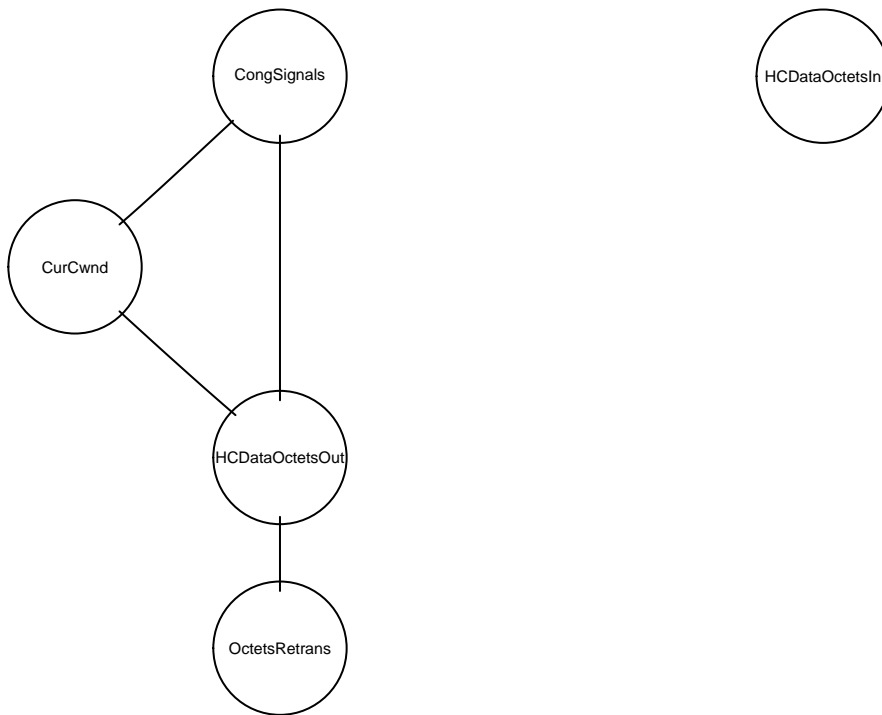 CongSignals
HCDataOctetsIn
CurCwnd
HCDataOctetsOut
OctetsRetrans